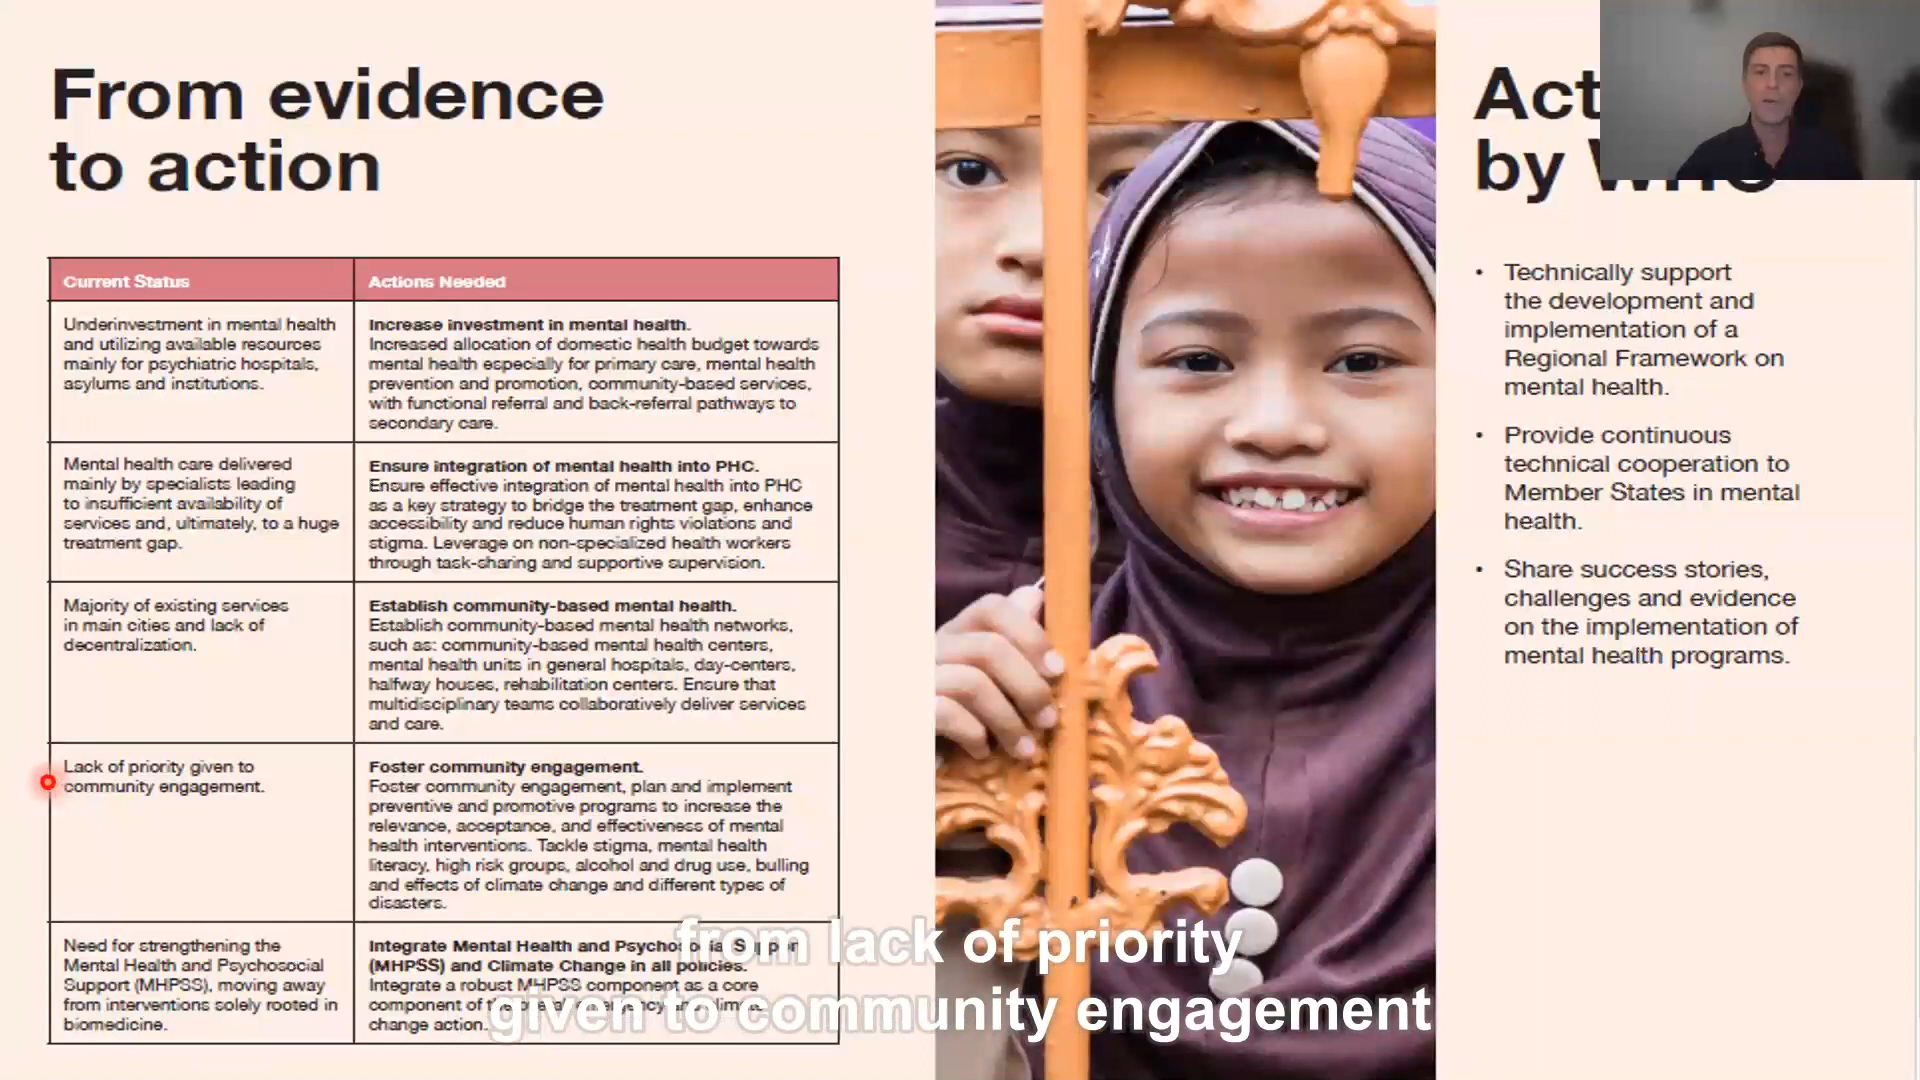 From evidence
to action
Current Status
Actions Needed
Underinvestment in mental health
and utilizing available resources
mainly for psychiatric hospitals,
asylums and institutions.
Increase investment in mental health.
Increased allocation of domestic health budget towards
mental health especially for primary care, mental health
prevention and promotion, community-based services,
with functional referral and back-referral pathways to
secondary care.
Mental health care delivered
mainly by specialists leading
to insufficient availability of
services and, ultimately, to a huge
treatment gap.
Ensure integration of mental health into PHC.
Ensure effective integration of mental health into PHC
as a key strategy to bridge the treatment gap, enhance
accessibility and reduce human rights violations and
stigma. Leverage on non-specialized health workers
through task-sharing and supportive supervision.
Majority of existing services
in main cities and lack of
decentralization.
Establish community-based mental health.
Establish community-based mental health networks,
such as: community-based mental health centers,
mental health units in general hospitals, day-centers,
halfway houses, rehabilitation centers. Ensure that
multidisciplinary teams collaboratively deliver services
and care.
Lack of priority given to
community engagement.
Foster community engagement.
Foster community engagement, plan and implement
preventive and promotive programs to increase the
relevance, acceptance, and effectiveness of mental
health interventions. Tackle stigma, mental health
literacy, high risk groups, alcohol and drug use, bulling
and effects of climate change and different types of
disasters.
Need for strengthening the
Mental Health and Psychosocial
Support (MHPSS), moving away
from interventions solely rooted in
biomedicine.
Integrate Mental Health and Psychosocial Support
(MHPSS) and Climate Change in all policies.
Integrate a robust MHPSS component as a core
component of
change action.
by WHO
• Technically support
the development and
implementation of a
Regional Framework on
mental health.
• Provide continuous
technical cooperation to
Member States in mental
health.
• Share success stories,
challenges and evidence
on the implementation of
mental health programs.
from lack of priority
given to community engagement